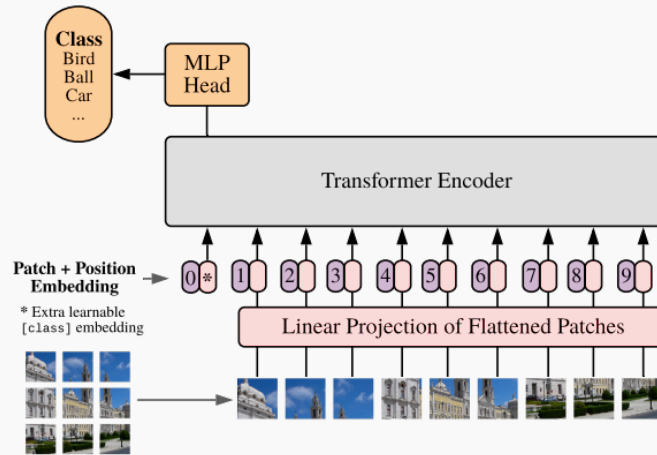 Class
Bird
Ball
Car
...
MLP
Head
Transformer Encoder
Patch + Position
Embedding
0 * 1 2 3 4 5 6 7 8 9
* Extra learnable
[class] embedding
Linear Projection of Flattened Patches